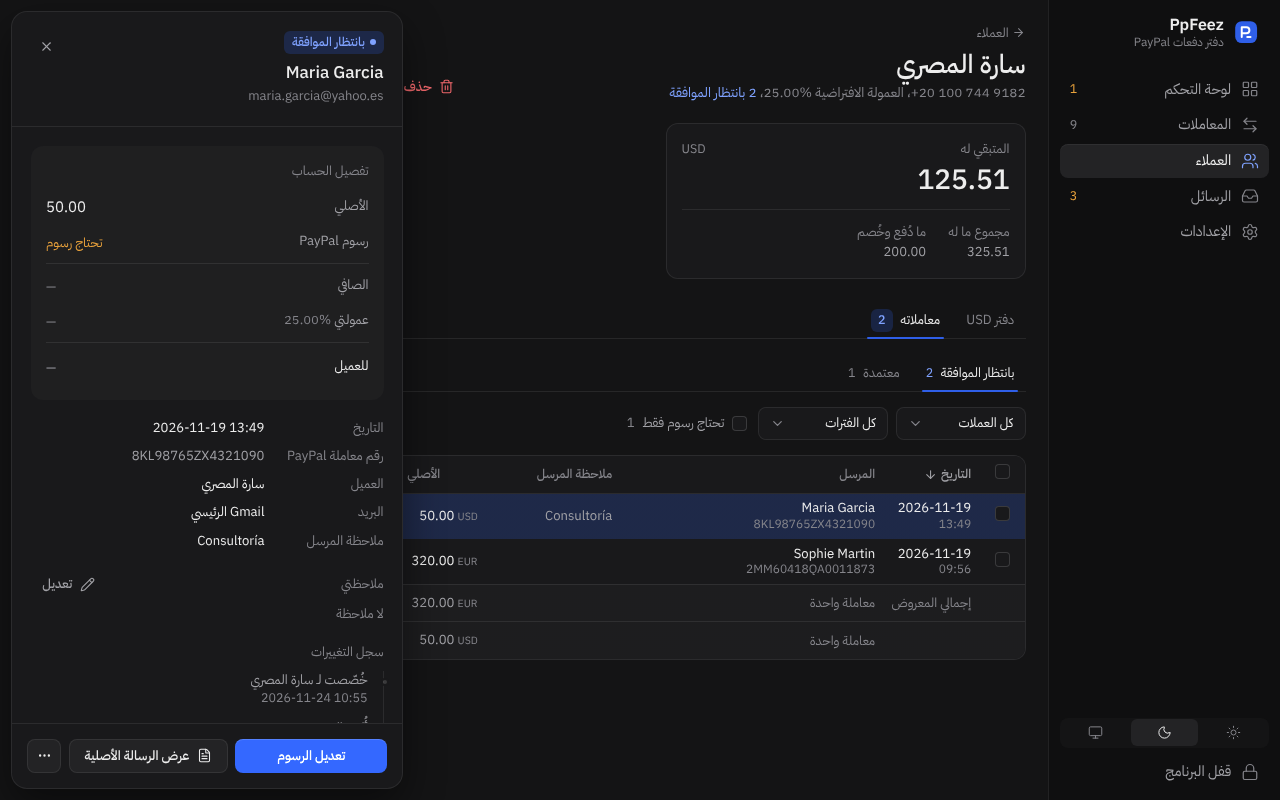 PpFeez
دفتر دفعات PayPal
لوحة التحكم 1
المعاملات 9
العملاء
الرسائل 3
الإعدادات
قفل البرنامج
العملاء
سارة المصري
+20 100 744 9182، العمولة الافتراضية 25.00%، 2 بانتظار الموافقة
حذف
المتبقي له USD
125.51
مجموع ما له ما دُفع وخُصم
325.51 200.00
دفتر USD معاملاته 2
بانتظار الموافقة 2 معتمدة 1
كل العملات كل الفترات تحتاج رسوم فقط 1
التاريخ المرسل ملاحظة المرسل الأصلي
2026-11-19 Maria Garcia Consultoría 50.00 USD
13:49 8KL98765ZX4321090
2026-11-19 Sophie Martin 320.00 EUR
09:56 2MM60418QA0011873
إجمالي المعروض معاملة واحدة 320.00 EUR
معاملة واحدة 50.00 USD
بانتظار الموافقة
Maria Garcia
maria.garcia@yahoo.es
تفصيل الحساب
الأصلي 50.00
رسوم PayPal تحتاج رسوم
الصافي —
عمولتي 25.00% —
للعميل —
التاريخ 2026-11-19 13:49
رقم معاملة PayPal 8KL98765ZX4321090
العميل سارة المصري
البريد Gmail الرئيسي
ملاحظة المرسل Consultoría
ملاحظتي تعديل
لا ملاحظة
سجل التغييرات
خُصّصت لـ سارة المصري
2026-11-24 10:55
تعديل الرسوم عرض الرسالة الأصلية